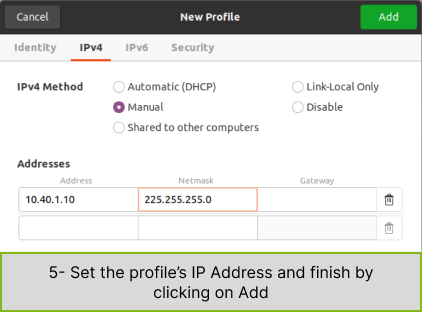 Cancel New Profile Add
Identity IPv4 IPv6 Security
IPv4 Method Automatic (DHCP) Link-Local Only
Manual Disable
Shared to other computers
Addresses
Address Netmask Gateway
10.40.1.10 225.255.255.0
5- Set the profile’s IP Address and finish by
clicking on Add